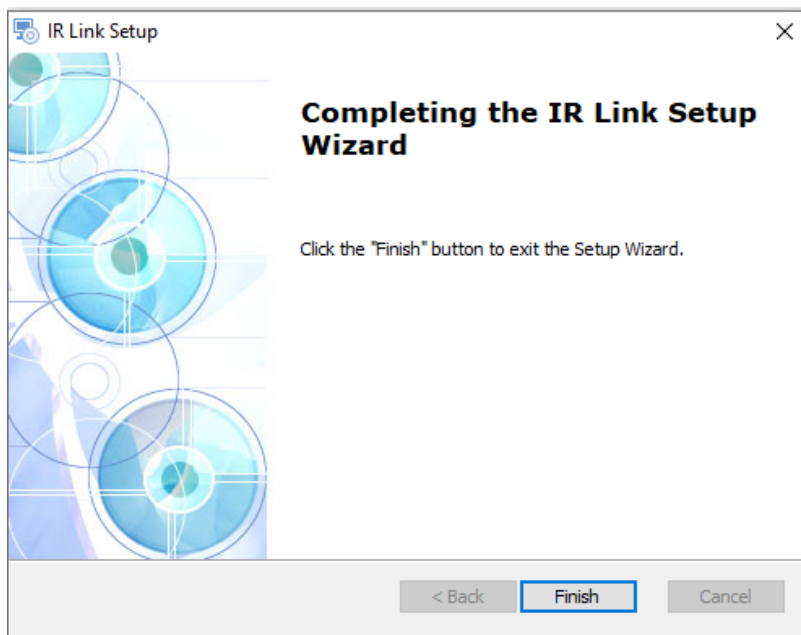 IR Link Setup
Completing the IR Link Setup
Wizard
Click the "Finish" button to exit the Setup Wizard.
< Back
Finish
Cancel